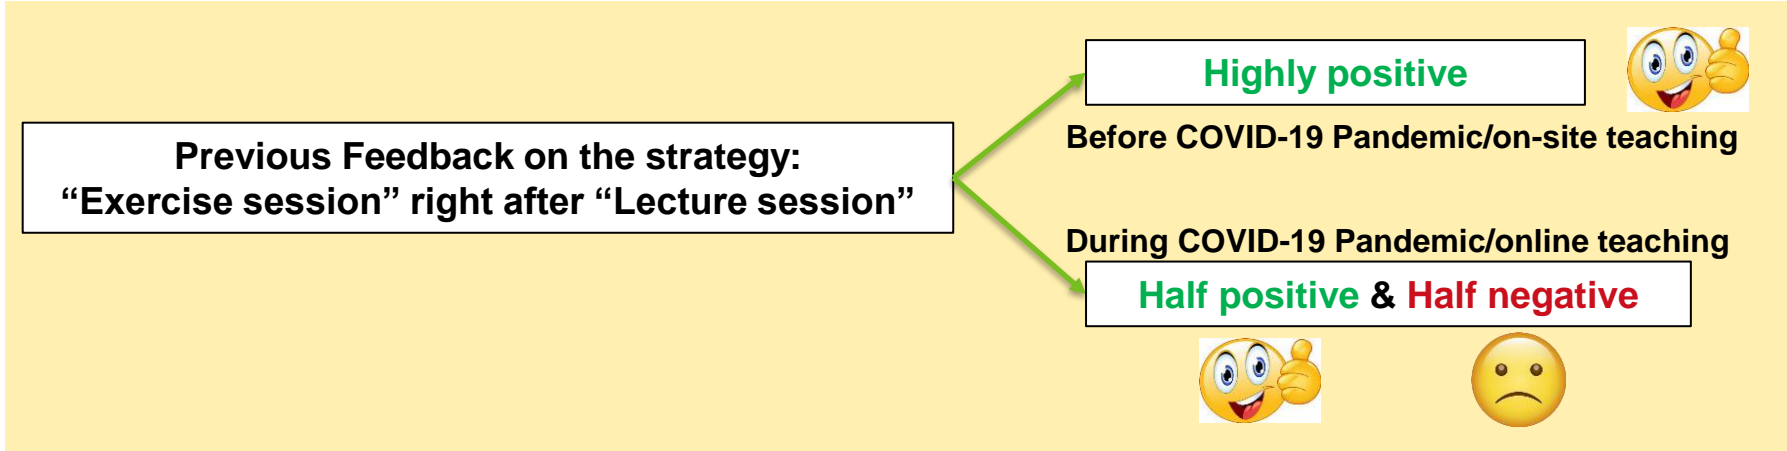 Previous Feedback on the strategy:
“Exercise session” right after “Lecture session”
Highly positive
Before COVID-19 Pandemic/on-site teaching
During COVID-19 Pandemic/online teaching
Half positive & Half negative